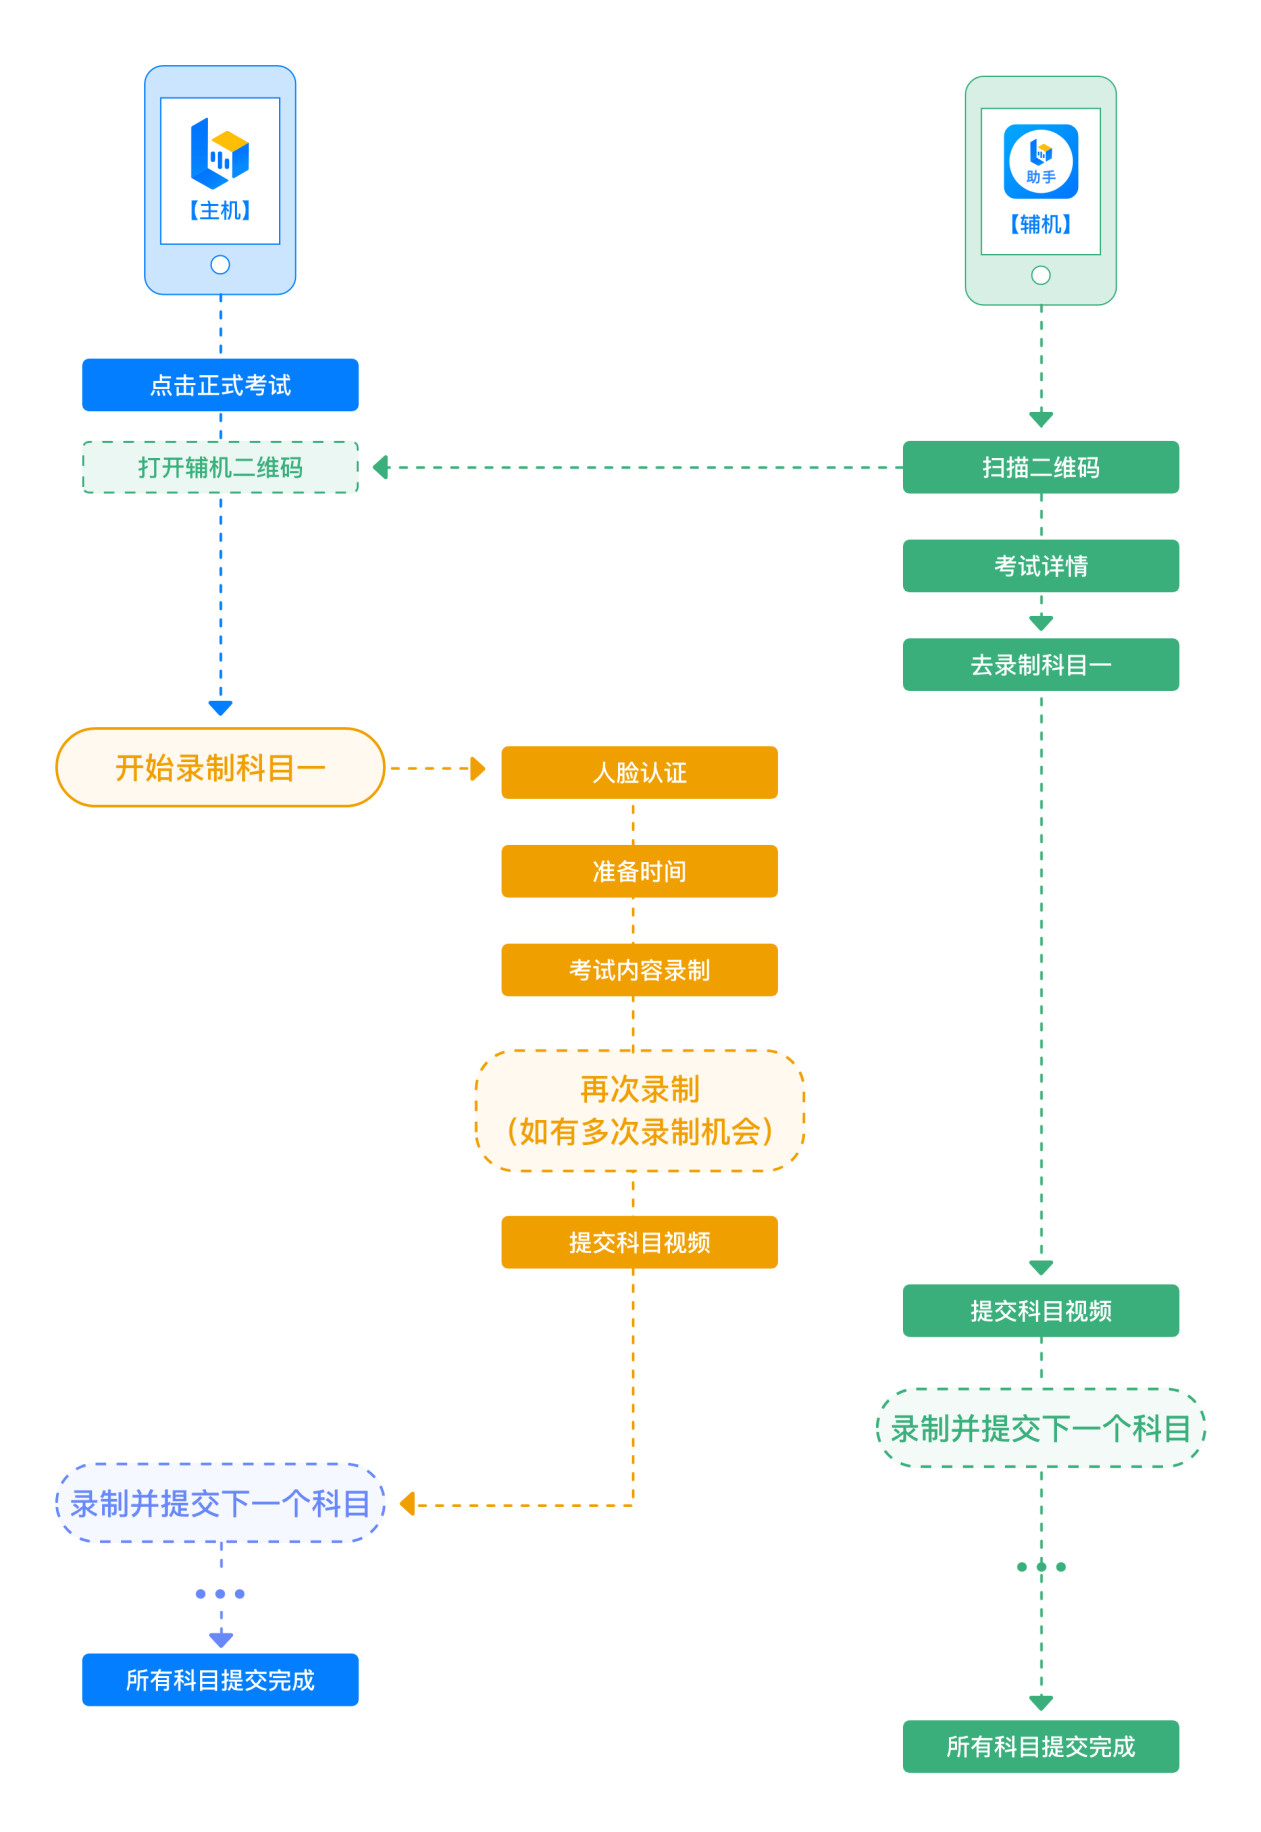 【主机】
助手
【辅机】
点击正式考试
打开辅机二维码
扫描二维码
考试详情
去录制科目一
开始录制科目一
人脸认证
准备时间
考试内容录制
再次录制
（如有多次录制机会）
提交科目视频
提交科目视频
录制并提交下一个科目
录制并提交下一个科目
所有科目提交完成
所有科目提交完成